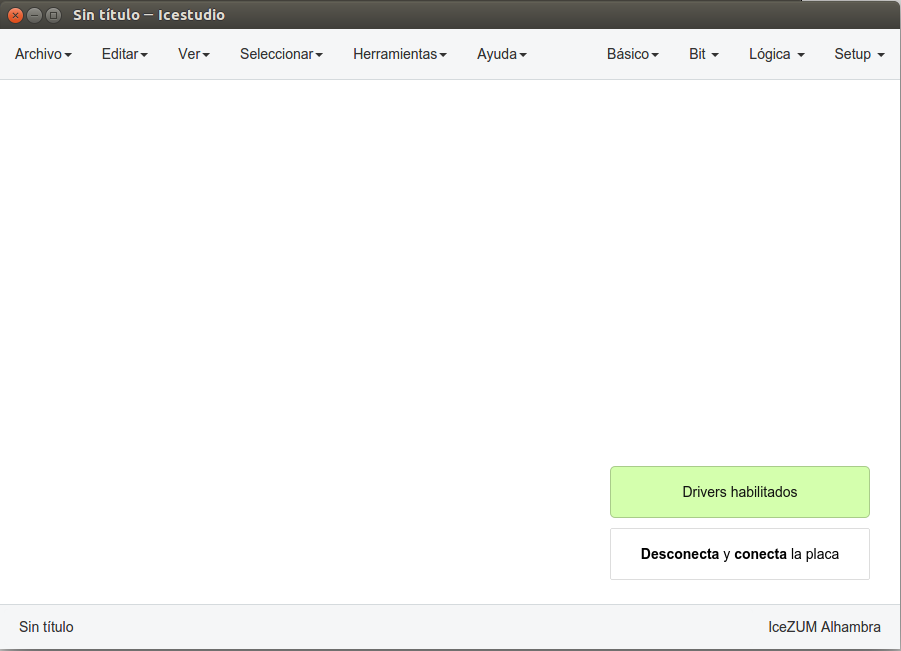 Sin título — Icestudio
Archivo Editar Ver Seleccionar Herramientas Ayuda Básico Bit Lógica Setup
Drivers habilitados
Desconecta y conecta la placa
Sin título IceZUM Alhambra